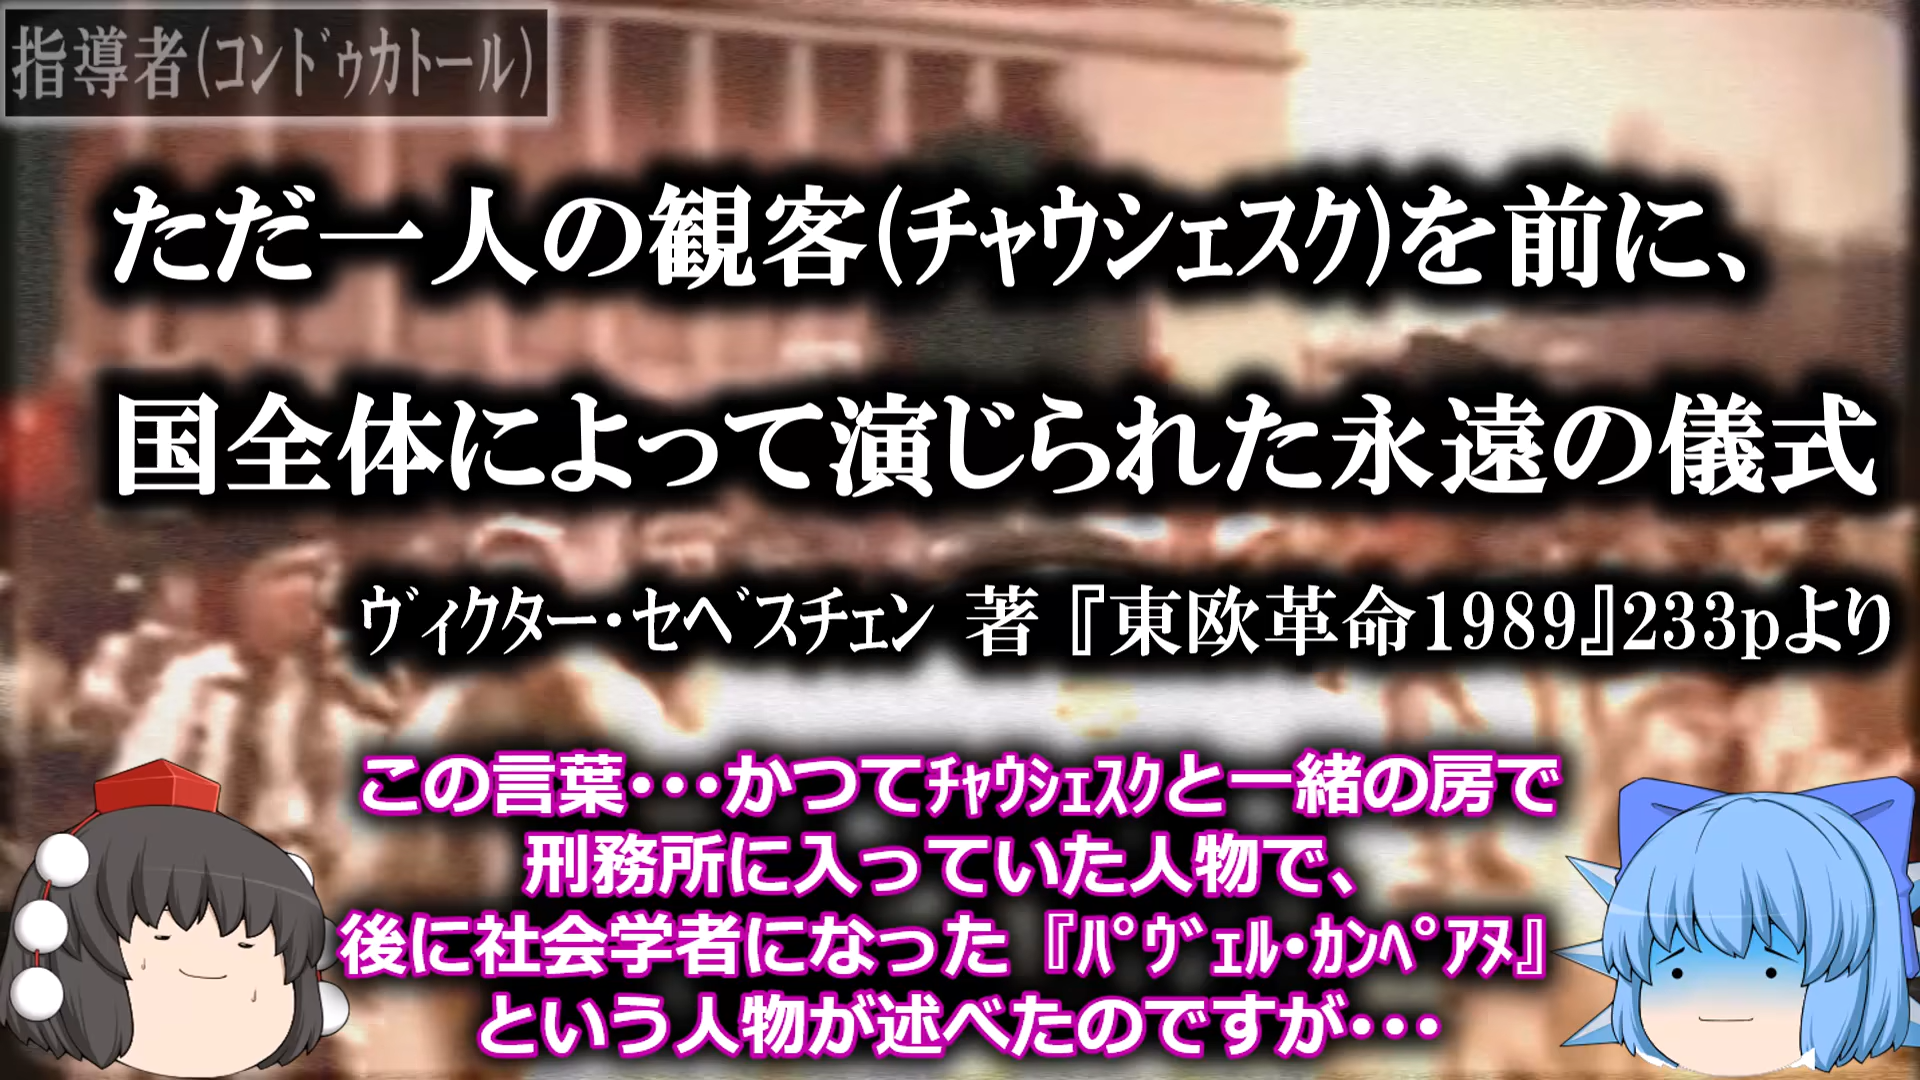 指導者(コンドゥカトール)
ただ一人の観客(チャウシェスク)を前に、
国全体によって演じられた永遠の儀式
ヴィクター・セベスチェン 著『東欧革命1989』233pより
この言葉･･･かつてﾁｬｳｼｪｽｸと一緒の房で
刑務所に入っていた人物で、
後に社会学者になった『ﾊﾟｳﾞｪﾙ・ｶﾝﾍﾟｱﾇ』
という人物が述べたのですが･･･